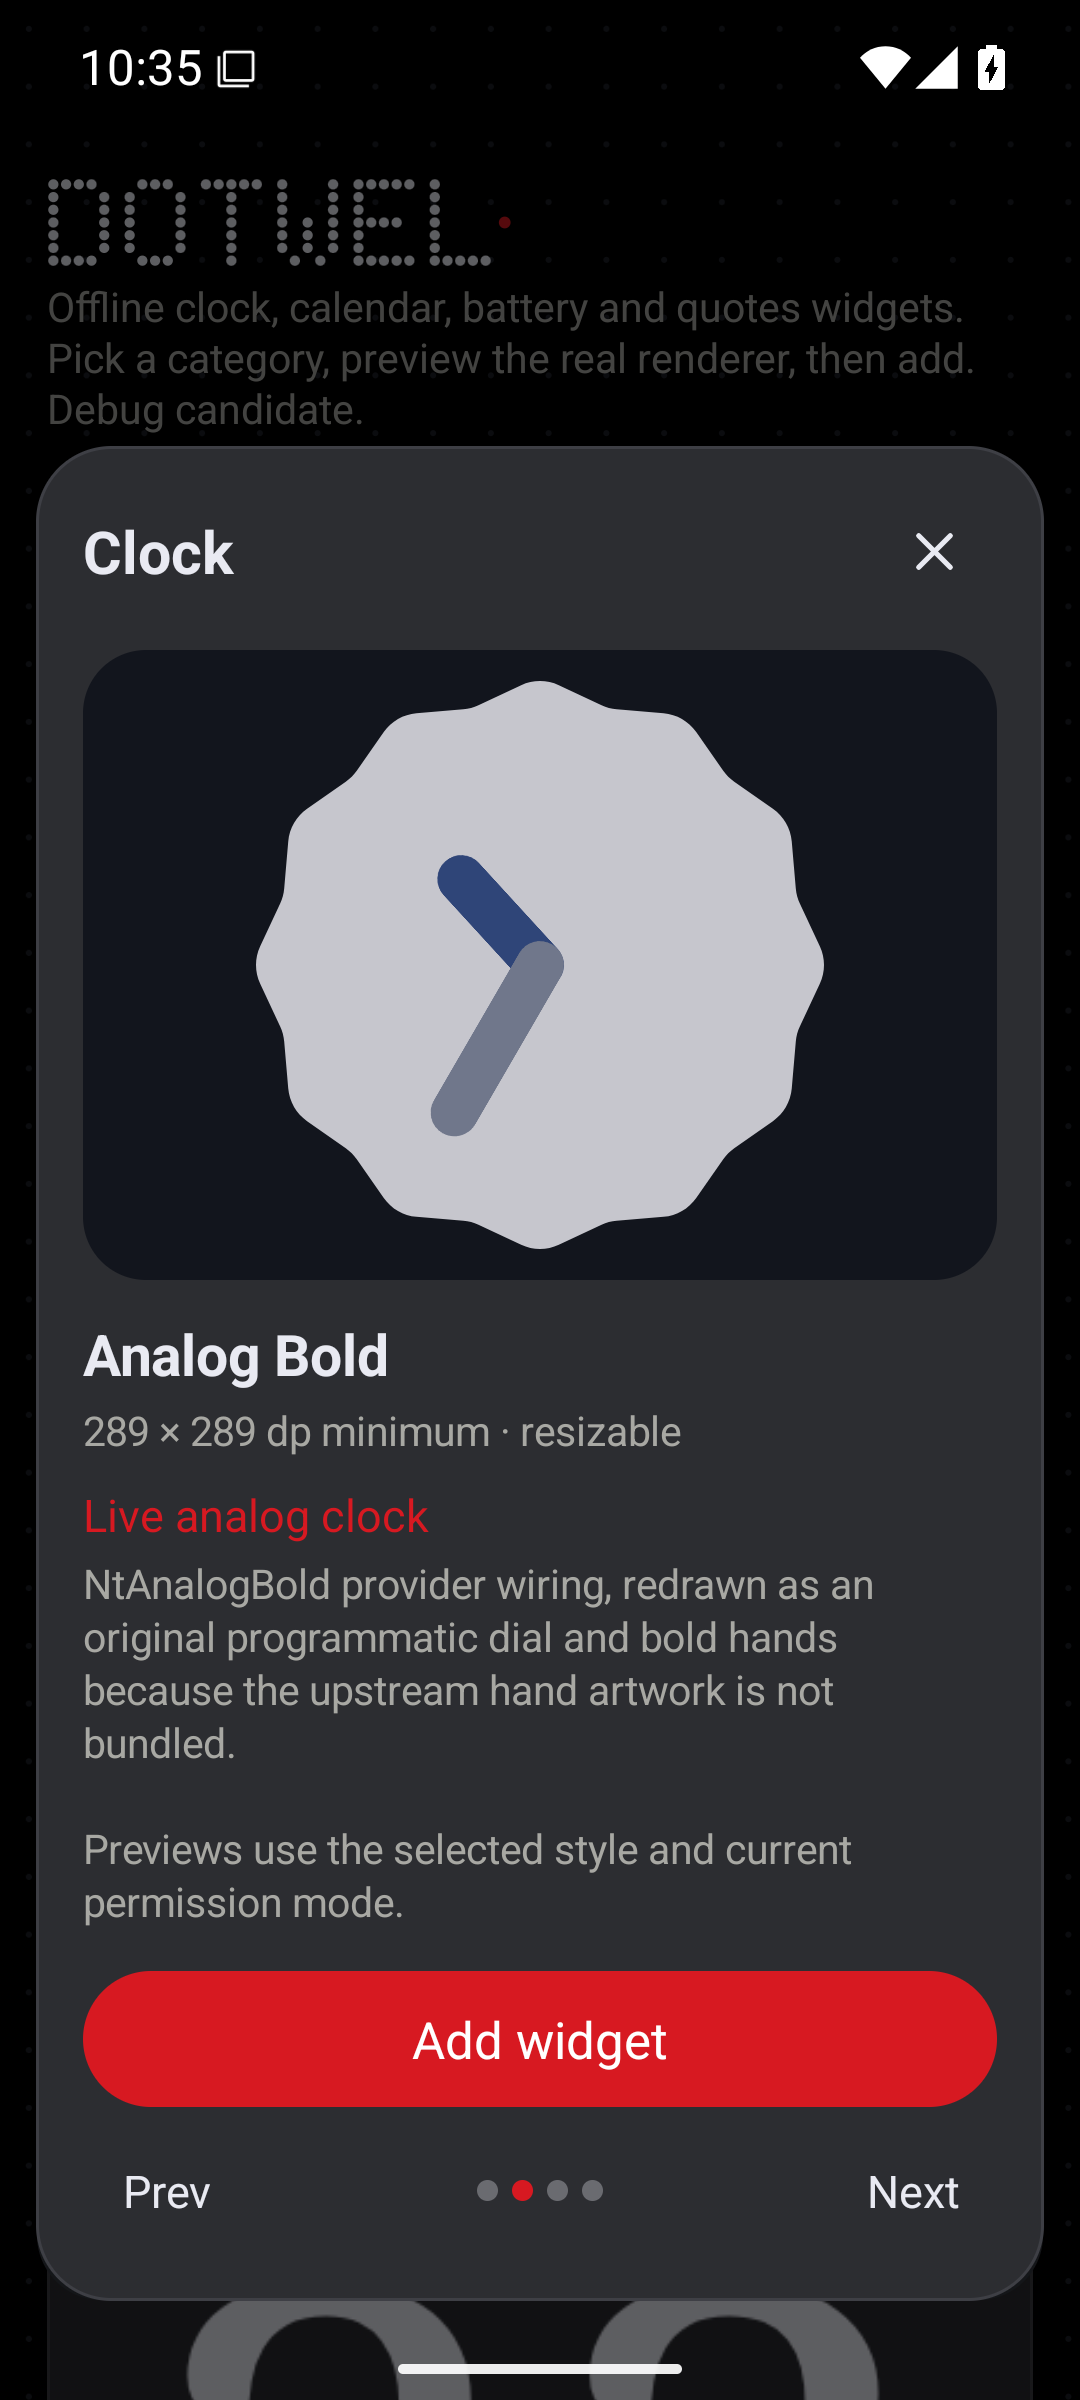 10:35
DOTWEL
Offline clock, calendar, battery and quotes widgets.
Pick a category, preview the real renderer, then add.
Debug candidate.
Clock
Analog Bold
289 × 289 dp minimum · resizable
Live analog clock
NtAnalogBold provider wiring, redrawn as an
original programmatic dial and bold hands
because the upstream hand artwork is not
bundled.
Previews use the selected style and current
permission mode.
Add widget
Prev
Next